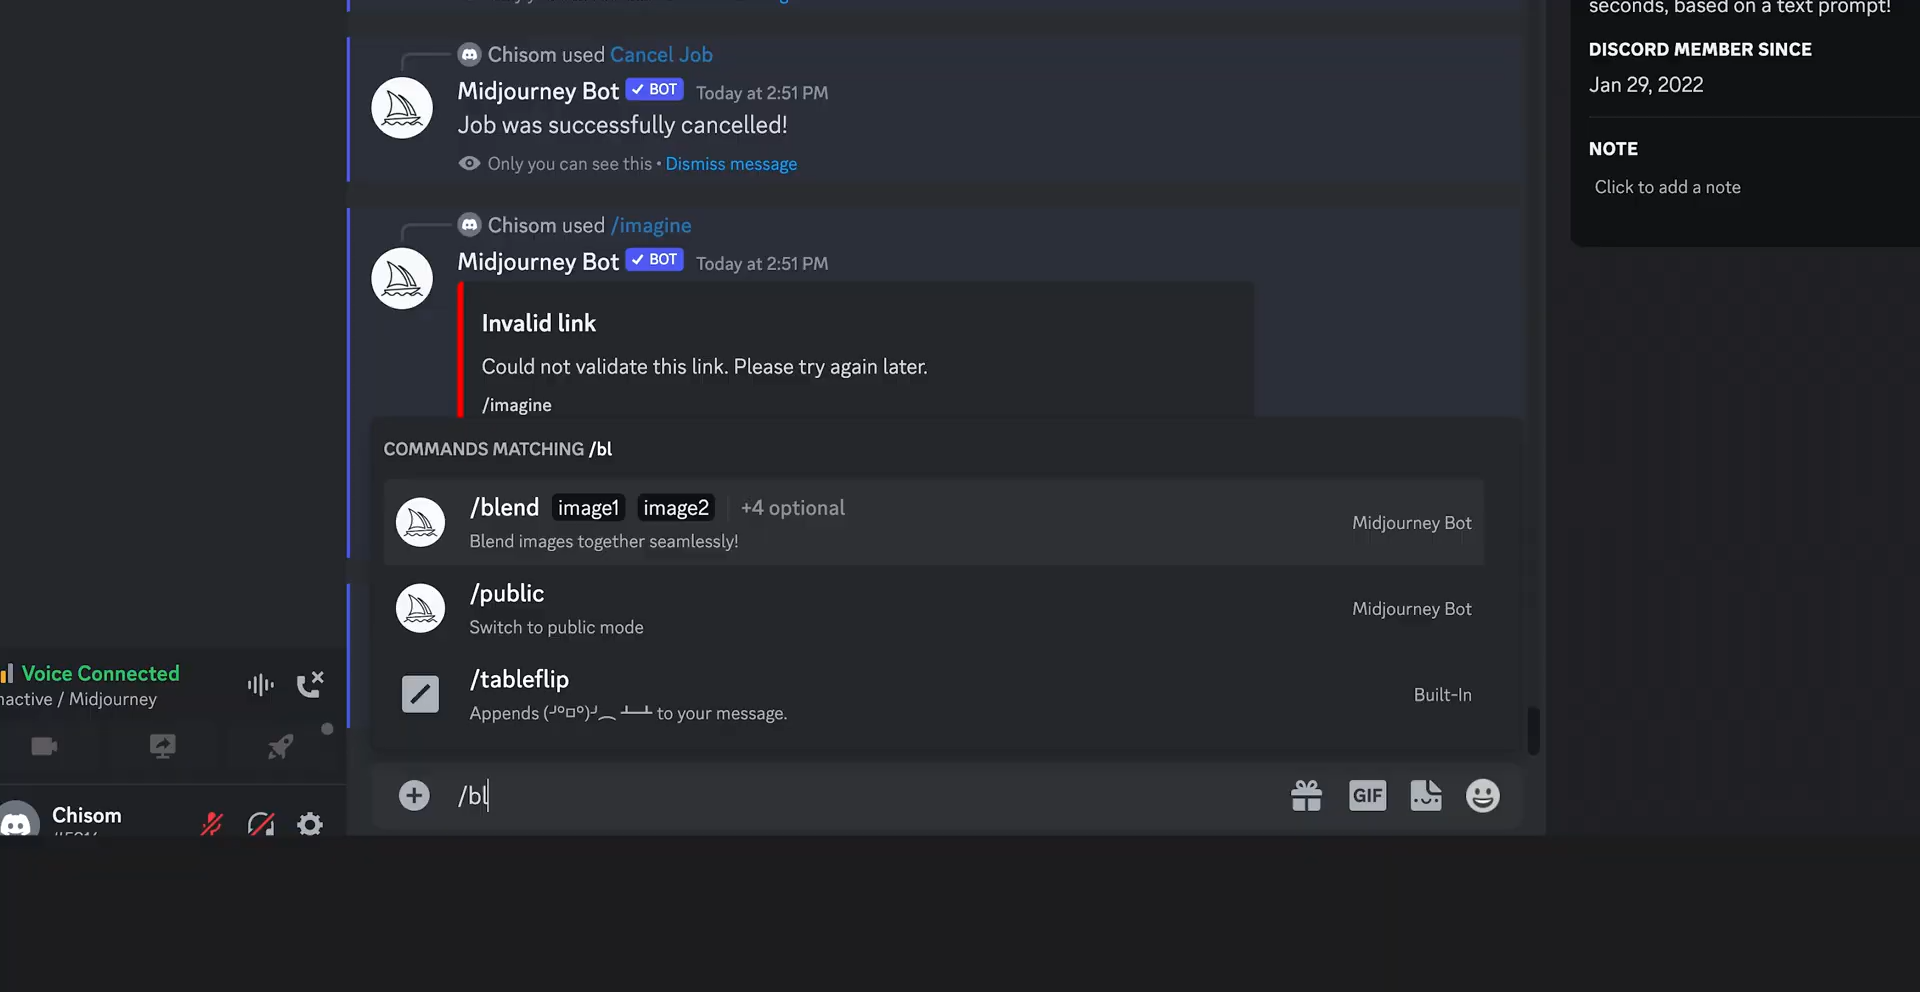 seconds, based on a text prompt!
DISCORD MEMBER SINCE
Jan 29, 2022
NOTE
Click to add a note
Chisom used Cancel Job
Midjourney Bot ✓ BOT Today at 2:51 PM
Job was successfully cancelled!
Only you can see this • Dismiss message
Chisom used /imagine
Midjourney Bot ✓ BOT Today at 2:51 PM
Invalid link
Could not validate this link. Please try again later.
/imagine
COMMANDS MATCHING /bl
/blend image1 image2 +4 optional
Blend images together seamlessly!
Midjourney Bot
/public
Switch to public mode
Midjourney Bot
/tableflip
Appends (╯°□°)╯︵ ┻━┻ to your message.
Built-In
/bl
GIF
Voice Connected
nactive / Midjourney
Chisom